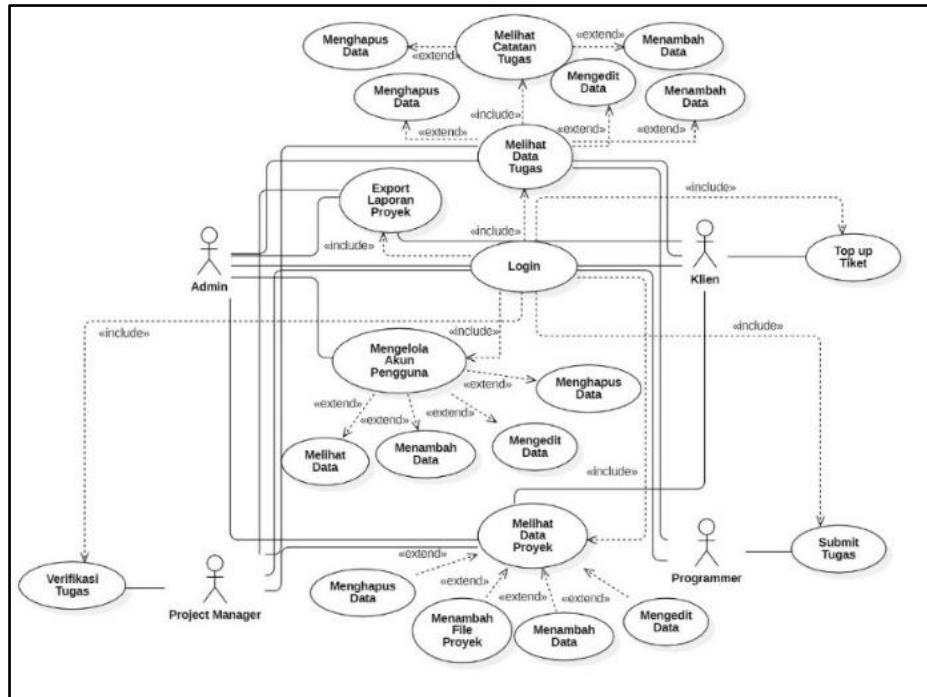 Menghapus
Data
«extend»
Melihat
Catatan
Tugas
«extend»
Menambah
Data
Menghapus
Data
Mengedit
Data
Menambah
Data
«include»
«extend»
«extend»
«extend»
Melihat
Data
Tugas
«include»
Export
Laporan
Proyek
«include»
«include»
Admin
Login
Klien
Top up
Tiket
«include»
«include»
«include»
Mengelola
Akun
Pengguna
«extend»
Menghapus
Data
«extend»
«extend»
«extend»
Melihat
Data
Menambah
Data
Mengedit
Data
«include»
Melihat
Data
Proyek
Verifikasi
Tugas
Project Manager
Programmer
Submit
Tugas
«extend»
Menghapus
Data
«extend»
«extend»
«extend»
Menambah
File
Proyek
Menambah
Data
Mengedit
Data